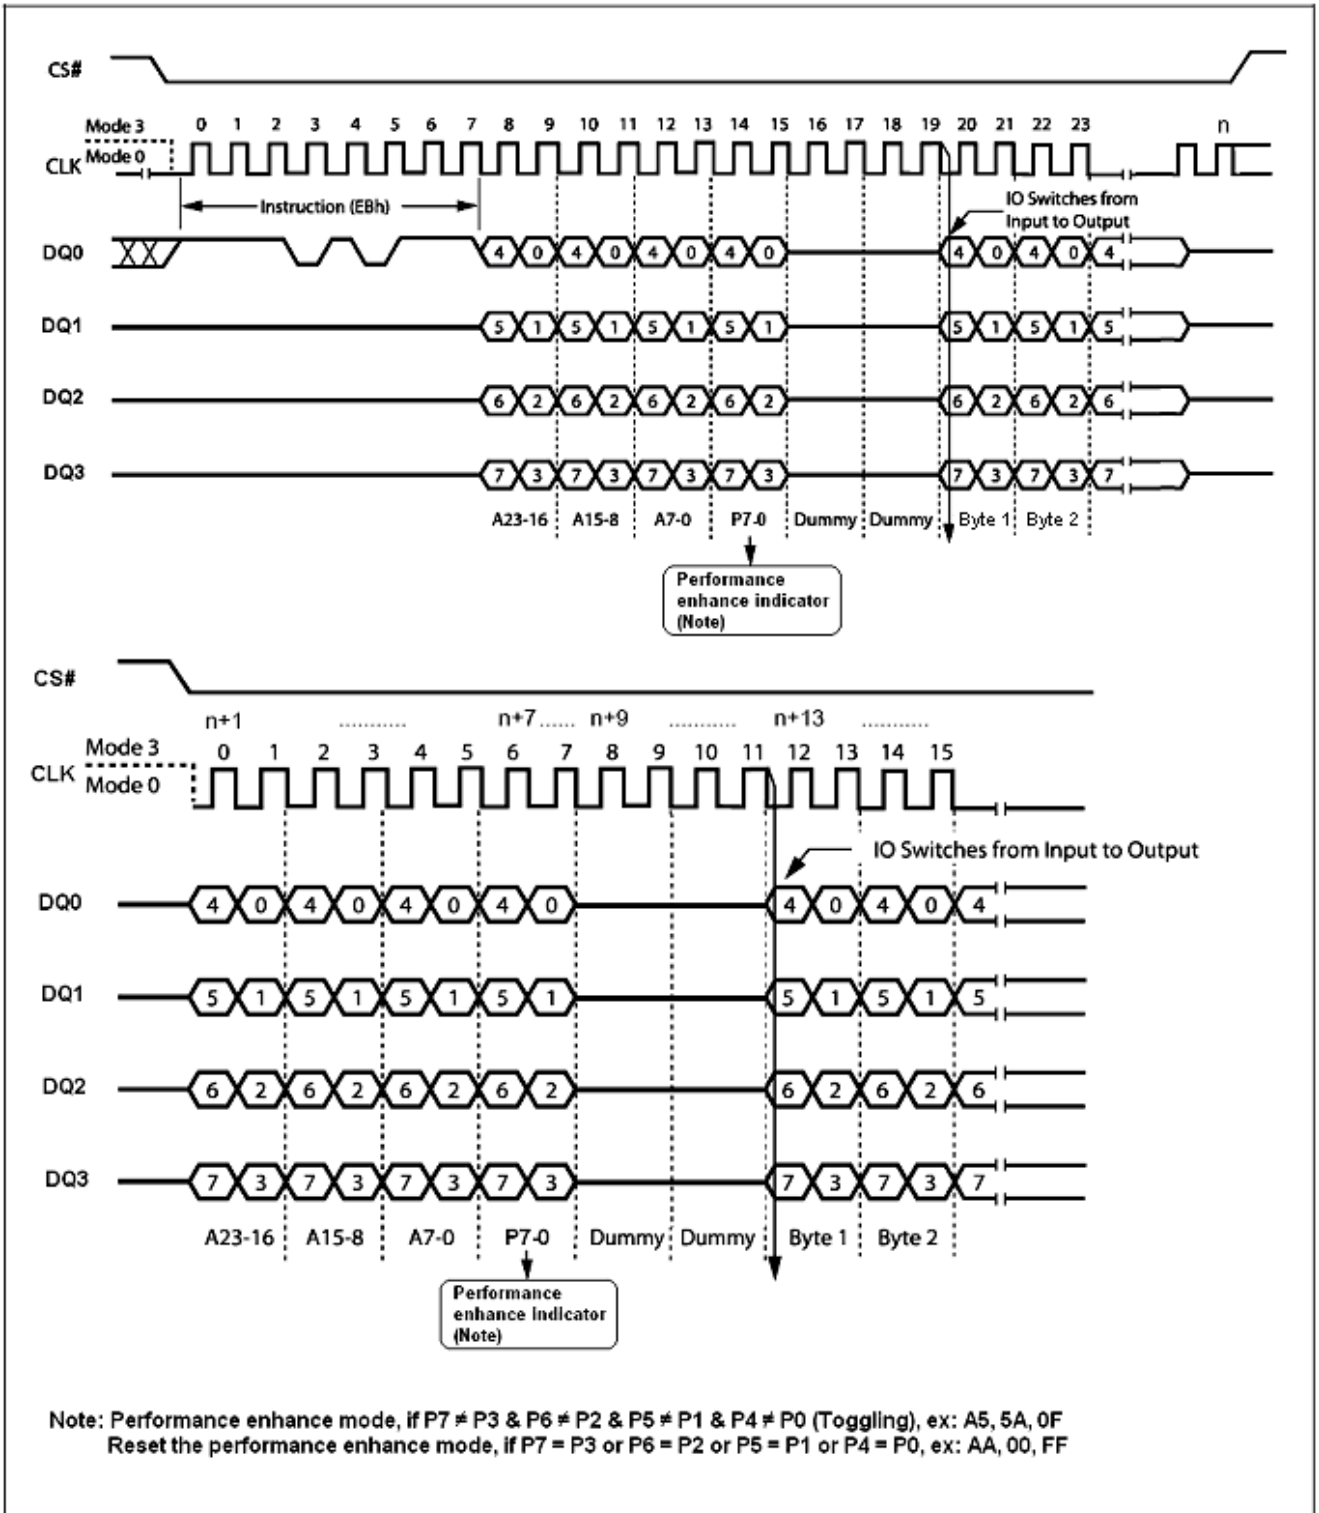 CS#
Mode 3 0 1 2 3 4 5 6 7 8 9 10 11 12 13 14 15 16 17 18 19 20 21 22 23 n
CLK Mode 0
Instruction (EBh)
IO Switches from
Input to Output
DQ0 4 0 4 0 4 0 4 0 4 0 4 0 4
DQ1 5 1 5 1 5 1 5 1 5 1 5 1 5
DQ2 6 2 6 2 6 2 6 2 6 2 6 2 6
DQ3 7 3 7 3 7 3 7 3 7 3 7 3 7
A23-16 A15-8 A7-0 P7-0 Dummy Dummy Byte 1 Byte 2
Performance
enhance indicator
(Note)
CS#
n+1 ........... n+7 ...... n+9 ........... n+13 ...........
Mode 3 0 1 2 3 4 5 6 7 8 9 10 11 12 13 14 15
CLK Mode 0
IO Switches from Input to Output
DQ0 4 0 4 0 4 0 4 0 4 0 4 0 4
DQ1 5 1 5 1 5 1 5 1 5 1 5 1 5
DQ2 6 2 6 2 6 2 6 2 6 2 6 2 6
DQ3 7 3 7 3 7 3 7 3 7 3 7 3 7
A23-16 A15-8 A7-0 P7-0 Dummy Dummy Byte 1 Byte 2
Performance
enhance indicator
(Note)
Note: Performance enhance mode, if P7 ≠ P3 & P6 ≠ P2 & P5 ≠ P1 & P4 ≠ P0 (Toggling), ex: A5, 5A, 0F
Reset the performance enhance mode, if P7 = P3 or P6 = P2 or P5 = P1 or P4 = P0, ex: AA, 00, FF